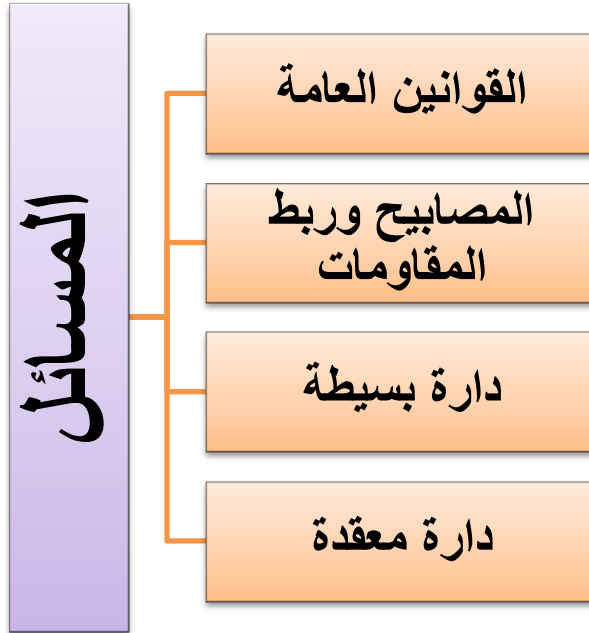 المسائل
القوانين العامة
المصابيح وربط
المقاومات
دارة بسيطة
دارة معقدة